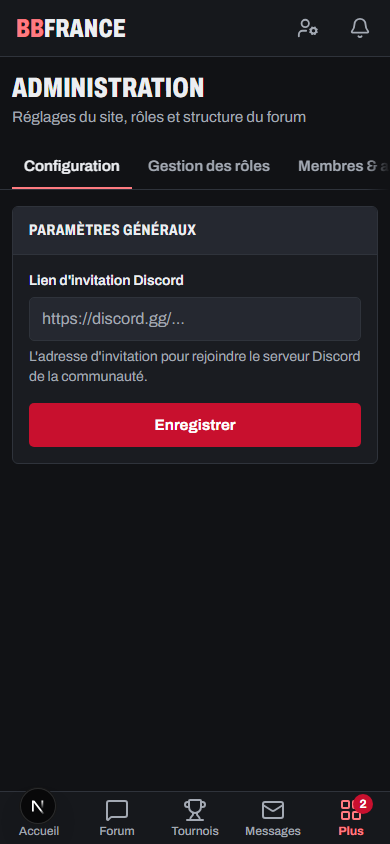 BBFRANCE
ADMINISTRATION
Réglages du site, rôles et structure du forum
Configuration
Gestion des rôles
Membres &
PARAMÈTRES GÉNÉRAUX
Lien d'invitation Discord
https://discord.gg/...
L'adresse d'invitation pour rejoindre le serveur Discord
de la communauté.
Enregistrer
N
2
Accueil
Forum
Tournois
Messages
Plus